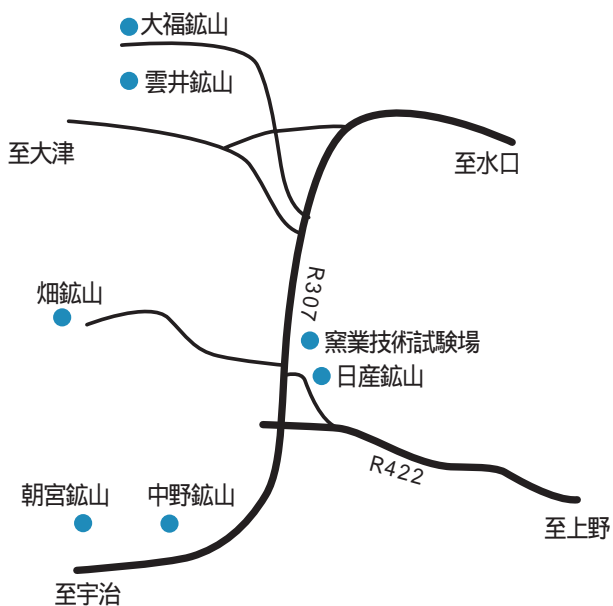 大福鉱山
雲井鉱山
至大津
至水口
R307
畑鉱山
窯業技術試験場
日産鉱山
R422
朝宮鉱山
中野鉱山
至上野
至宇治